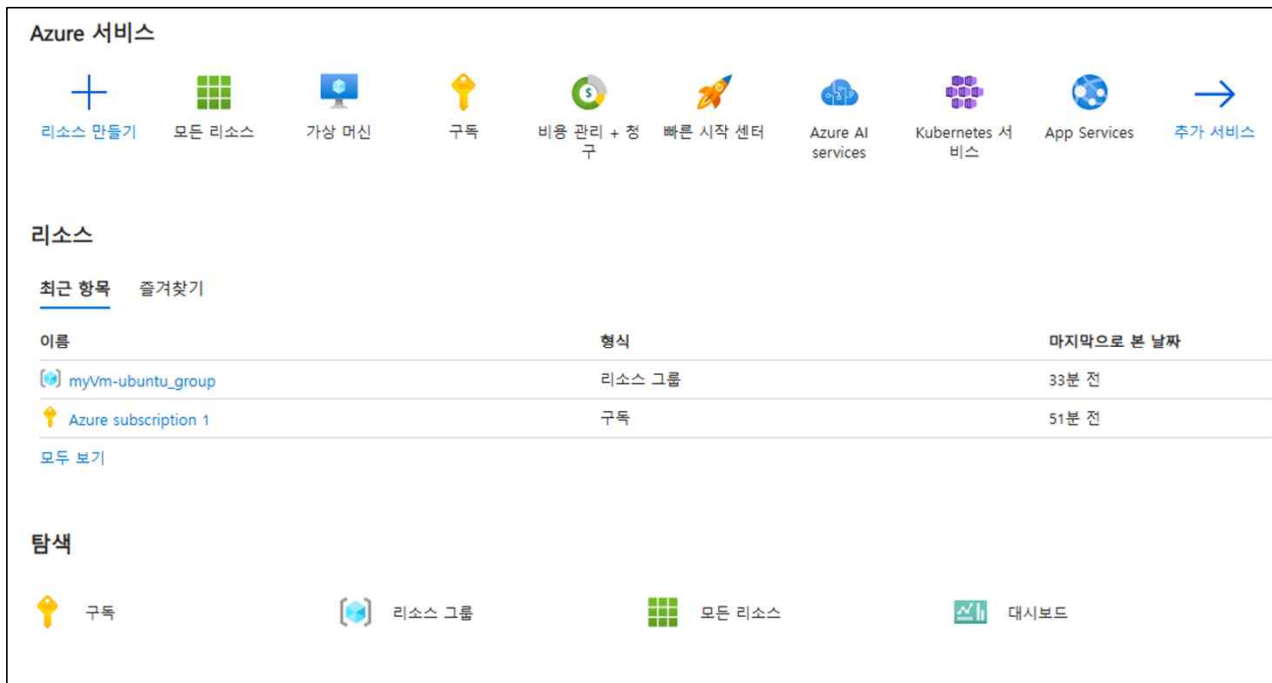 Azure 서비스
리소스 만들기
모든 리소스
가상 머신
구독
비용 관리 + 청
구
빠른 시작 센터
Azure AI
services
Kubernetes 서
비스
App Services
추가 서비스
리소스
최근 항목 즐겨찾기
이름 형식 마지막으로 본 날짜
myVm-ubuntu_group 리소스 그룹 33분 전
Azure subscription 1 구독 51분 전
모두 보기
탐색
구독 리소스 그룹 모든 리소스 대시보드